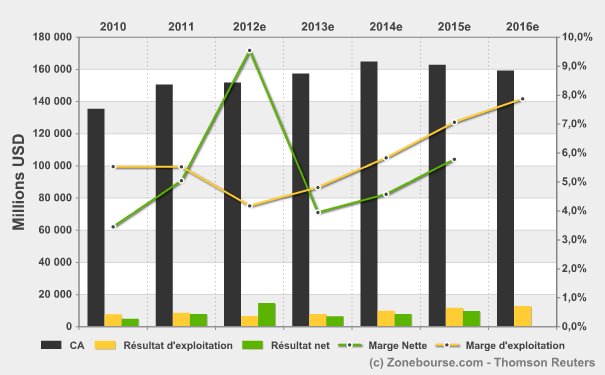 2010 2011 2012e 2013e 2014e 2015e 2016e
180 000 10,0%
160 000 9,0%
140 000 8,0%
120 000 7,0%
100 000 6,0%
80 000 5,0%
60 000 4,0%
40 000 3,0%
20 000 2,0%
0 1,0%
0,0%
Millions USD
CA Résultat d'exploitation Résultat net Marge Nette Marge d'exploitation
(c) Zonebourse.com - Thomson Reuters